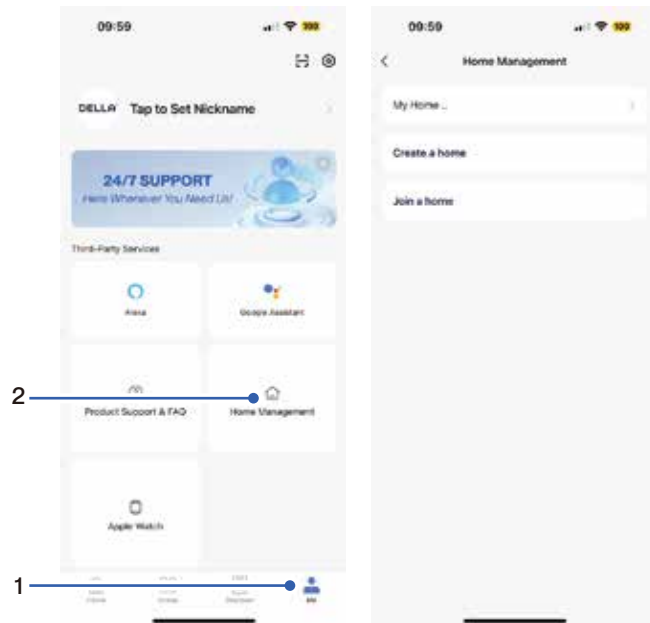 09:59
100
DELLA Tap to Set Nickname
24/7 SUPPORT
Here Whenever You Need Us!
Third-Party Services
Alexa
Google Assistant
2
Product Support & FAQ
Home Management
Apple Watch
1
Me
09:59
100
Home Management
My Home ..
Create a home
Join a home